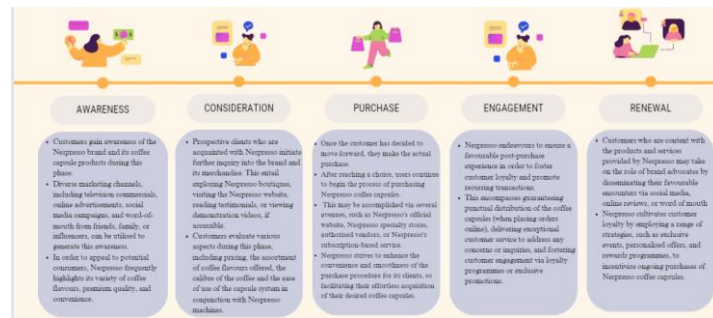 AWARENESS
• Customers gain awareness of the
Nespresso brand and its coffee
capsule products during this
phase.
• Diverse marketing channels,
including television commercials,
online advertisements, social
media campaigns, and word-of-
mouth from friends, family, or
influencers, can be utilised to
generate this awareness.
• In order to appeal to potential
consumers, Nespresso frequently
highlights its variety of coffee
flavours, premium quality, and
convenience.
CONSIDERATION
• Prospective clients who are
acquainted with Nespresso initiate
further inquiry into the brand and
its merchandise. This entail
exploring Nespresso boutiques,
visiting the Nespresso website,
reading testimonials, or viewing
demonstration videos, if
accessible.
• Customers evaluate various
aspects during this phase,
including pricing, the assortment
of coffee flavours offered, the
calibre of the coffee and the ease
of use of the capsule system in
conjunction with Nespresso
machines.
PURCHASE
• Once the customer has decided to
move forward, they make the actual
purchase.
• After reaching a choice, users continue
to begin the process of purchasing
Nespresso coffee capsules.
• This may be accomplished via several
avenues, such as Nespresso's official
website, Nespresso specialty stores,
authorised vendors, or Nespresso's
subscription-based service.
• Nespresso strives to enhance the
convenience and smoothness of the
purchase procedure for its clients, so
facilitating their effortless acquisition
of their desired coffee capsules.
ENGAGEMENT
• Nespresso endeavours to ensure a
favourable post-purchase
experience in order to foster
customer loyalty and promote
recurring transactions.
• This encompasses guaranteeing
punctual distribution of the coffee
capsules (when placing orders
online), delivering exceptional
customer service to address any
concerns or inquiries, and fostering
customer engagement via loyalty
programmes or exclusive
promotions.
RENEWAL
• Customers who are content with
the products and services
provided by Nespresso may take
on the role of brand advocates by
disseminating their favourable
encounters via social media,
online reviews, or word of mouth
• Nespresso cultivates customer
loyalty by employing a range of
strategies, such as exclusive
events, personalised offers, and
rewards programmes, to
incentivize ongoing purchases of
Nespresso coffee capsules.